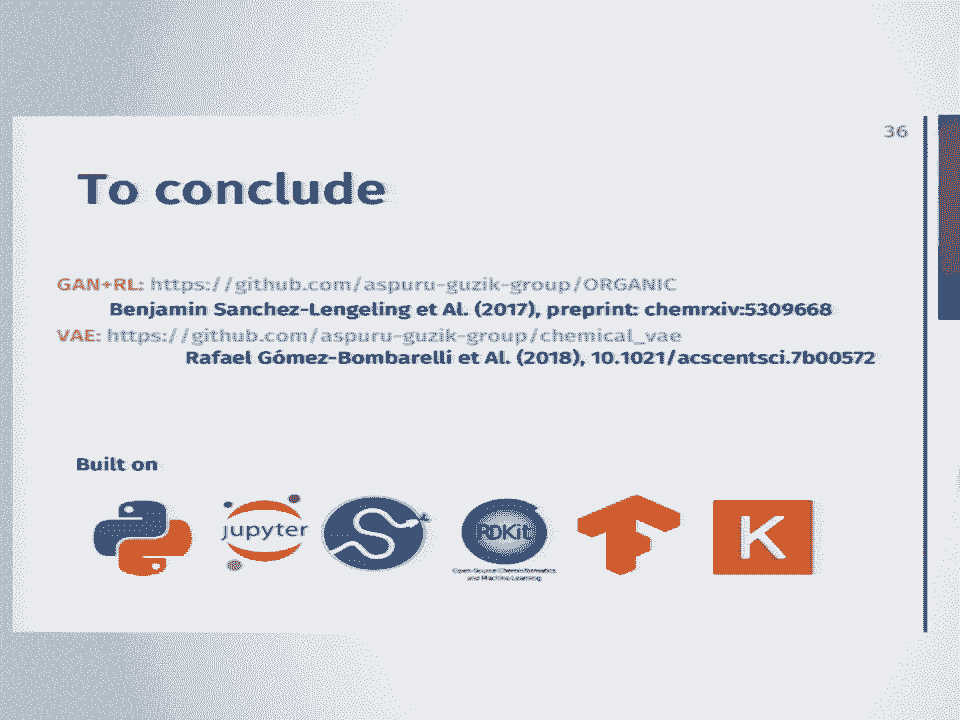 36
To conclude
GAN+RL: https://github.com/aspuru-guzik-group/ORGANIC
Benjamin Sanchez-Lengeling et Al. (2017), preprint: chemrxiv:5309668
VAE: https://github.com/aspuru-guzik-group/chemical_vae
Rafael Gómez-Bombarelli et Al. (2018), 10.1021/acscentsci.7b00572
Built on
jupyter
RDKit
K
Open-Source Cheminformatics
and Machine Learning